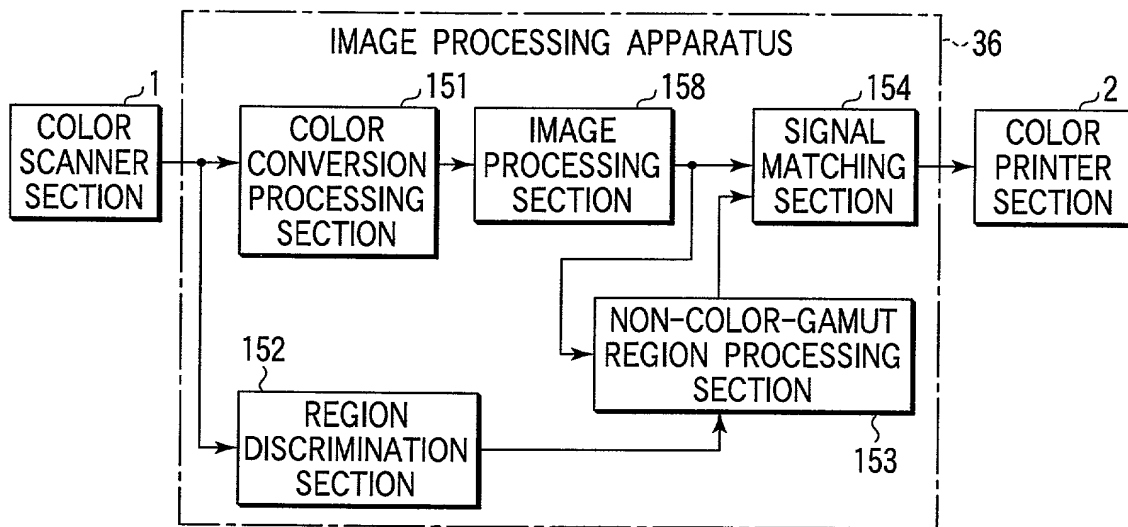 IMAGE PROCESSING APPARATUS
36
1
COLOR
SCANNER
SECTION
151
COLOR
CONVERSION
PROCESSING
SECTION
158
IMAGE
PROCESSING
SECTION
154
SIGNAL
MATCHING
SECTION
2
COLOR
PRINTER
SECTION
NON-COLOR-GAMUT
REGION PROCESSING
SECTION
153
152
REGION
DISCRIMINATION
SECTION